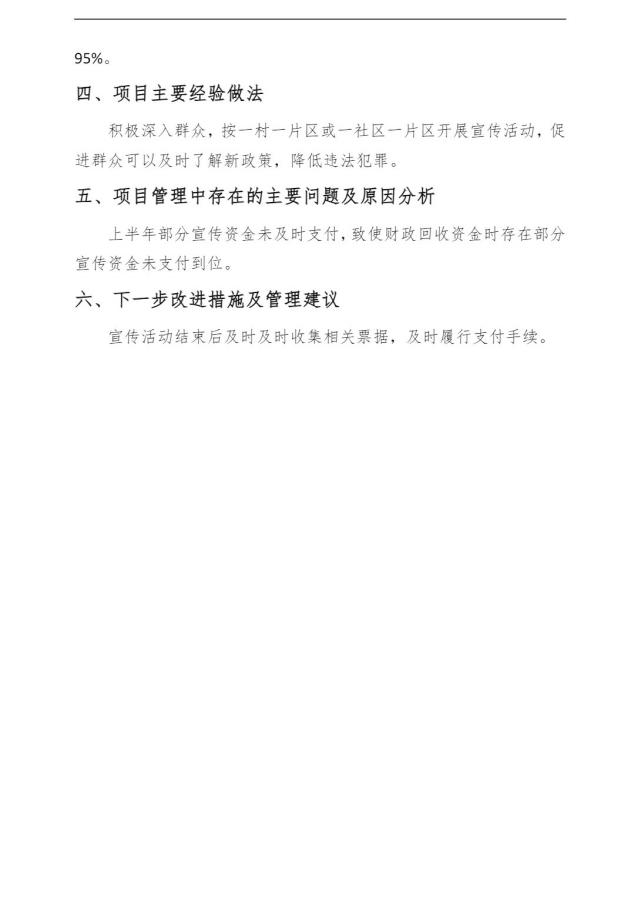 95%。
四、项目主要经验做法
积极深入群众，按一村一片区或一社区一片区开展宣传活动，促
进群众可以及时了解新政策，降低违法犯罪。
五、项目管理中存在的主要问题及原因分析
上半年部分宣传资金未及时支付，致使财政回收资金时存在部分
宣传资金未支付到位。
六、下一步改进措施及管理建议
宣传活动结束后及时及时收集相关票据，及时履行支付手续。